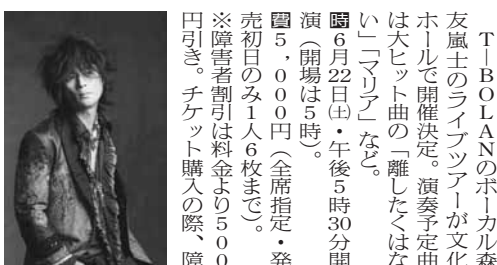 T―BOLANのボーカル森
友嵐士のライブツアーが文化
ホールで開催決定。演奏予定曲
は大ヒット曲の「離したくはな
い」「マリア」など。
時6月22日㈯・午後5時30分開
演（開場は5時）。
費5，000円（全席指定・発
売初日のみ1人6枚まで）。
※障害者割引は料金より500
円引き。チケット購入の際、障